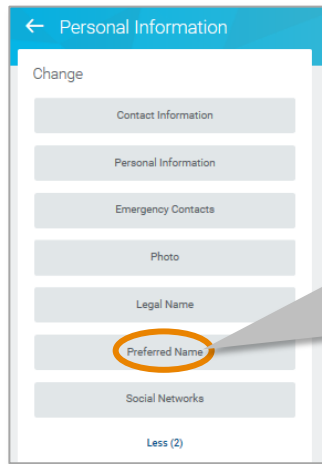 Personal Information
Change
Contact Information
Personal Information
Emergency Contacts
Photo
Legal Name
Preferred Name
Social Networks
Less (2)